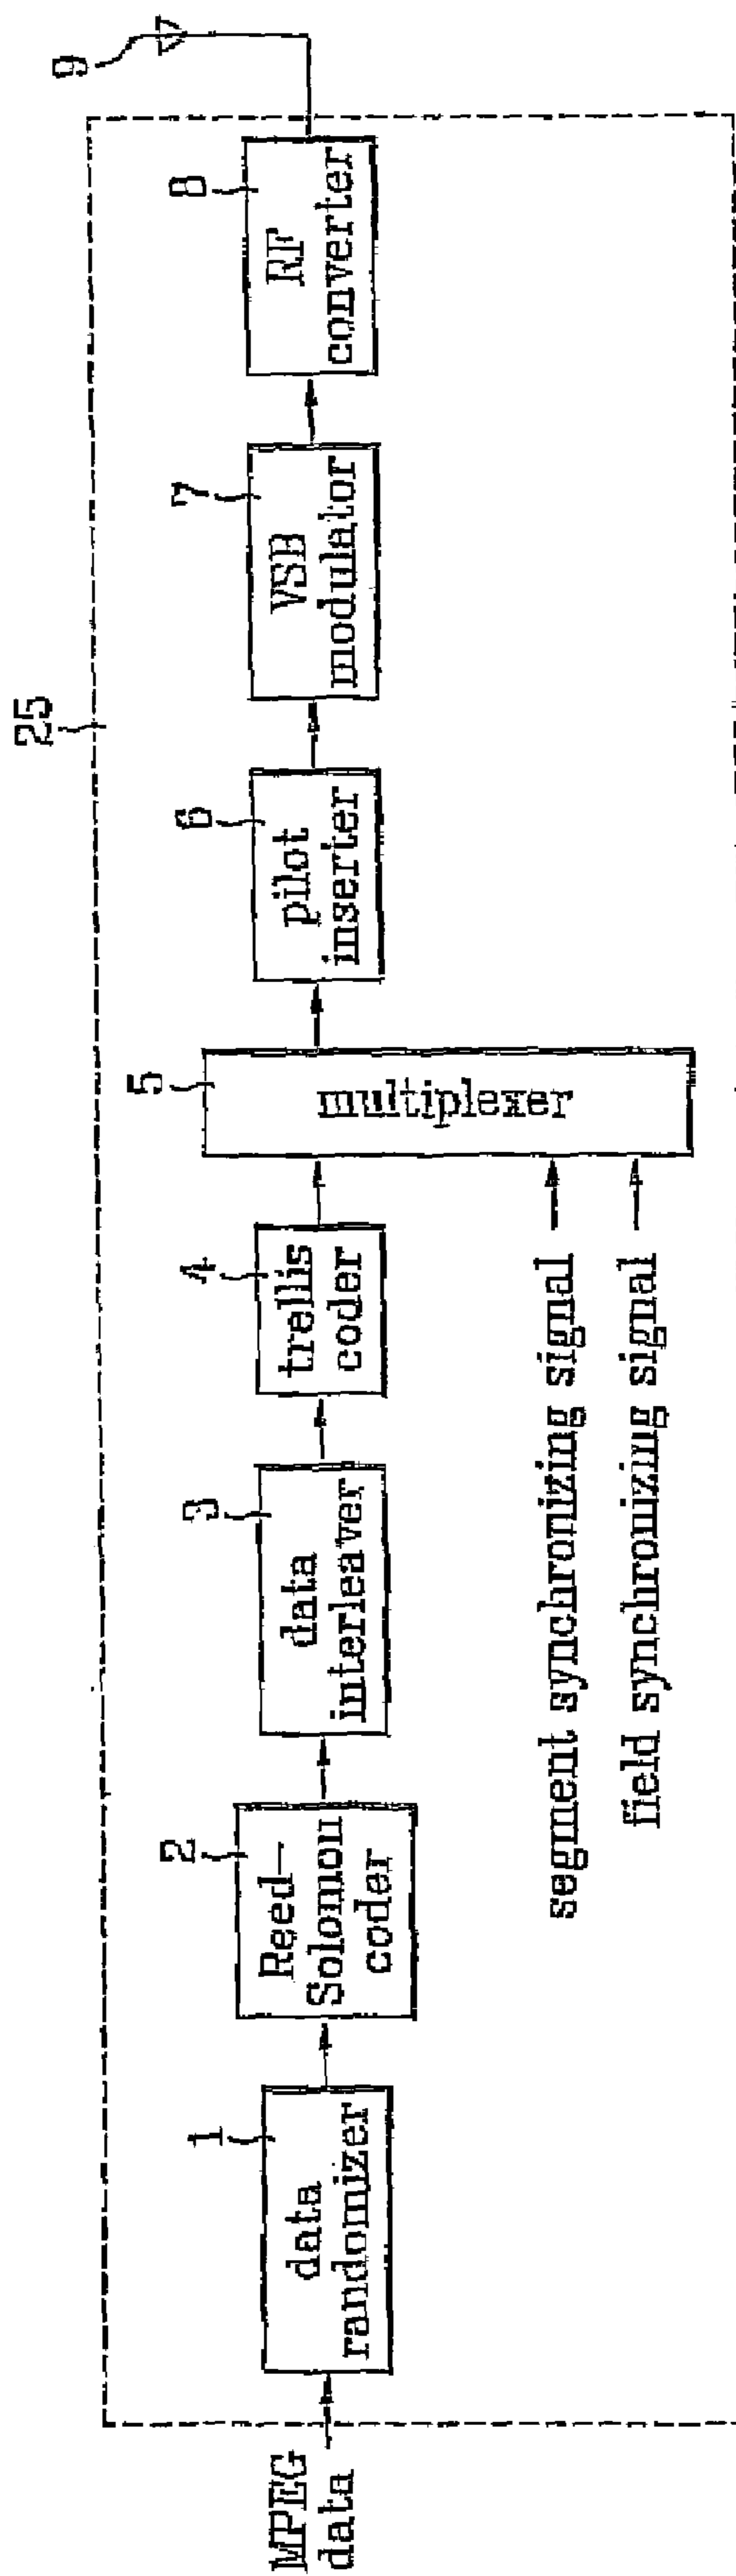 25
MPEG
data
1
data
randomizer
2
Reed-
Solomon
coder
3
data
interleaver
4
trellis
coder
5
multiplexer
segment synchronizing signal
field synchronizing signal
6
pilot
inserter
7
VSB
modulator
8
RF
converter
9